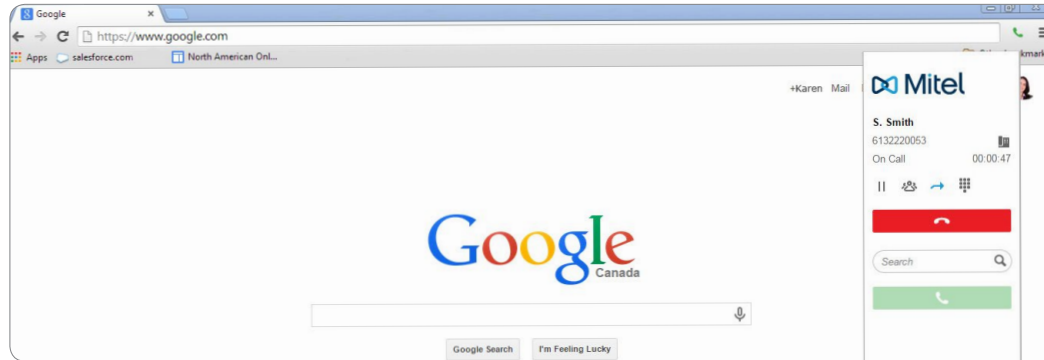 Google
https://www.google.com
Apps salesforce.com North American Onl...
+Karen Mail
Google
Canada
Google Search I'm Feeling Lucky
Mitel
S. Smith
6132220053
On Call 00:00:47
Search